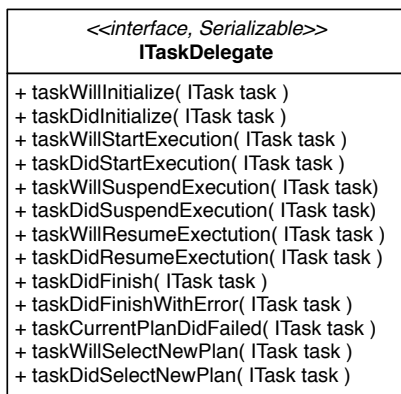 <<interface, Serializable>>
ITaskDelegate
+ taskWillInitialize( ITask task )
+ taskDidInitialize( ITask task )
+ taskWillStartExecution( ITask task )
+ taskDidStartExecution( ITask task )
+ taskWillSuspendExecution( ITask task)
+ taskDidSuspendExecution( ITask task)
+ taskWillResumeExectution( ITask task )
+ taskDidResumeExectution( ITask task )
+ taskDidFinish( ITask task )
+ taskDidFinishWithError( ITask task )
+ taskCurrentPlanDidFailed( ITask task )
+ taskWillSelectNewPlan( ITask task )
+ taskDidSelectNewPlan( ITask task )